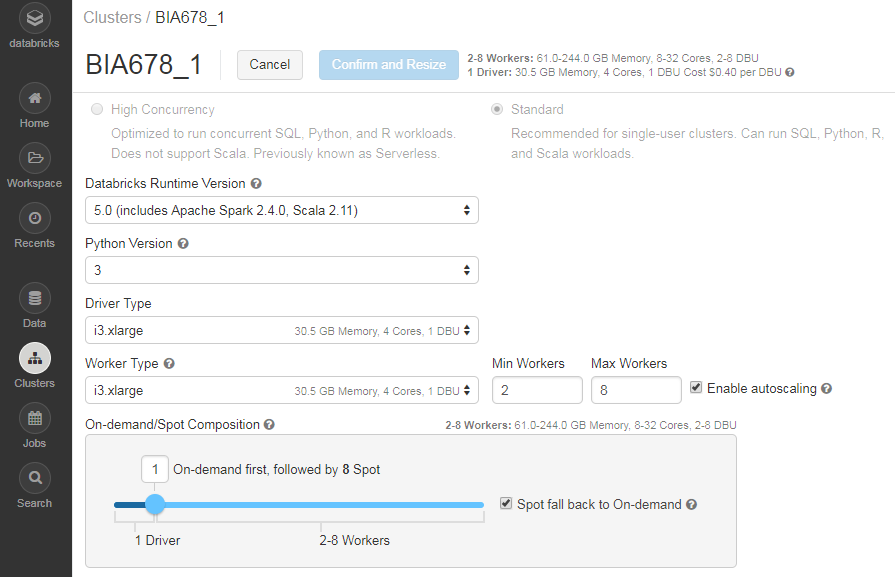 databricks
Home
Workspace
Recents
Data
Clusters
Jobs
Search
Clusters / BIA678_1
BIA678_1
Cancel
Confirm and Resize
2-8 Workers: 61.0-244.0 GB Memory, 8-32 Cores, 2-8 DBU
1 Driver: 30.5 GB Memory, 4 Cores, 1 DBU Cost $0.40 per DBU ?
High Concurrency
Optimized to run concurrent SQL, Python, and R workloads.
Does not support Scala. Previously known as Serverless.
Standard
Recommended for single-user clusters. Can run SQL, Python, R,
and Scala workloads.
Databricks Runtime Version ?
5.0 (includes Apache Spark 2.4.0, Scala 2.11)
Python Version ?
3
Driver Type
i3.xlarge 30.5 GB Memory, 4 Cores, 1 DBU
Worker Type ?
i3.xlarge 30.5 GB Memory, 4 Cores, 1 DBU
Min Workers
2
Max Workers
8
Enable autoscaling ?
On-demand/Spot Composition ?
2-8 Workers: 61.0-244.0 GB Memory, 8-32 Cores, 2-8 DBU
1 On-demand first, followed by 8 Spot
Spot fall back to On-demand ?
1 Driver
2-8 Workers